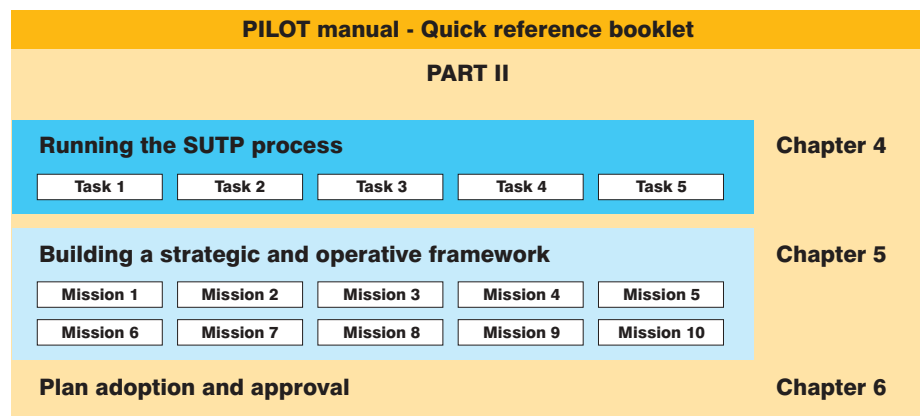 PILOT manual - Quick reference booklet
PART II
Running the SUTP process Chapter 4
Task 1 Task 2 Task 3 Task 4 Task 5
Building a strategic and operative framework Chapter 5
Mission 1 Mission 2 Mission 3 Mission 4 Mission 5
Mission 6 Mission 7 Mission 8 Mission 9 Mission 10
Plan adoption and approval Chapter 6